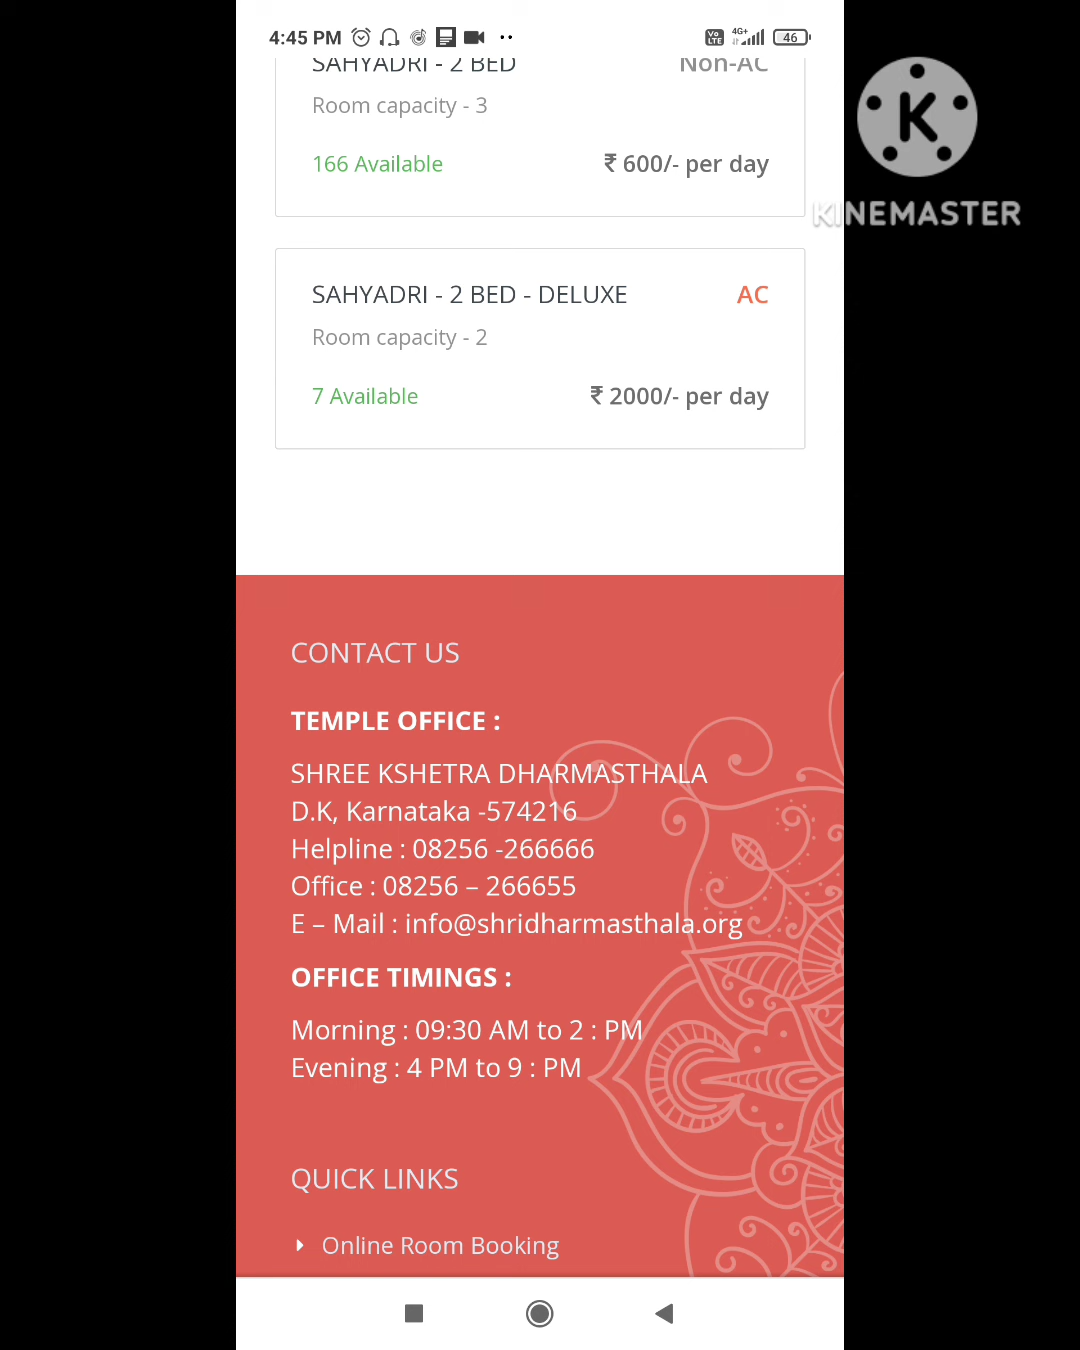 4:45 PM
Vo LTE 4G+ 46
SAHYADRI - 2 BED Non-AC
Room capacity - 3
166 Available ₹ 600/- per day
K
KINEMASTER
SAHYADRI - 2 BED - DELUXE AC
Room capacity - 2
7 Available ₹ 2000/- per day
CONTACT US
TEMPLE OFFICE :
SHREE KSHETRA DHARMASTHALA
D.K, Karnataka -574216
Helpline : 08256 -266666
Office : 08256 – 266655
E – Mail : info@shridharmasthala.org
OFFICE TIMINGS :
Morning : 09:30 AM to 2 : PM
Evening : 4 PM to 9 : PM
QUICK LINKS
Online Room Booking